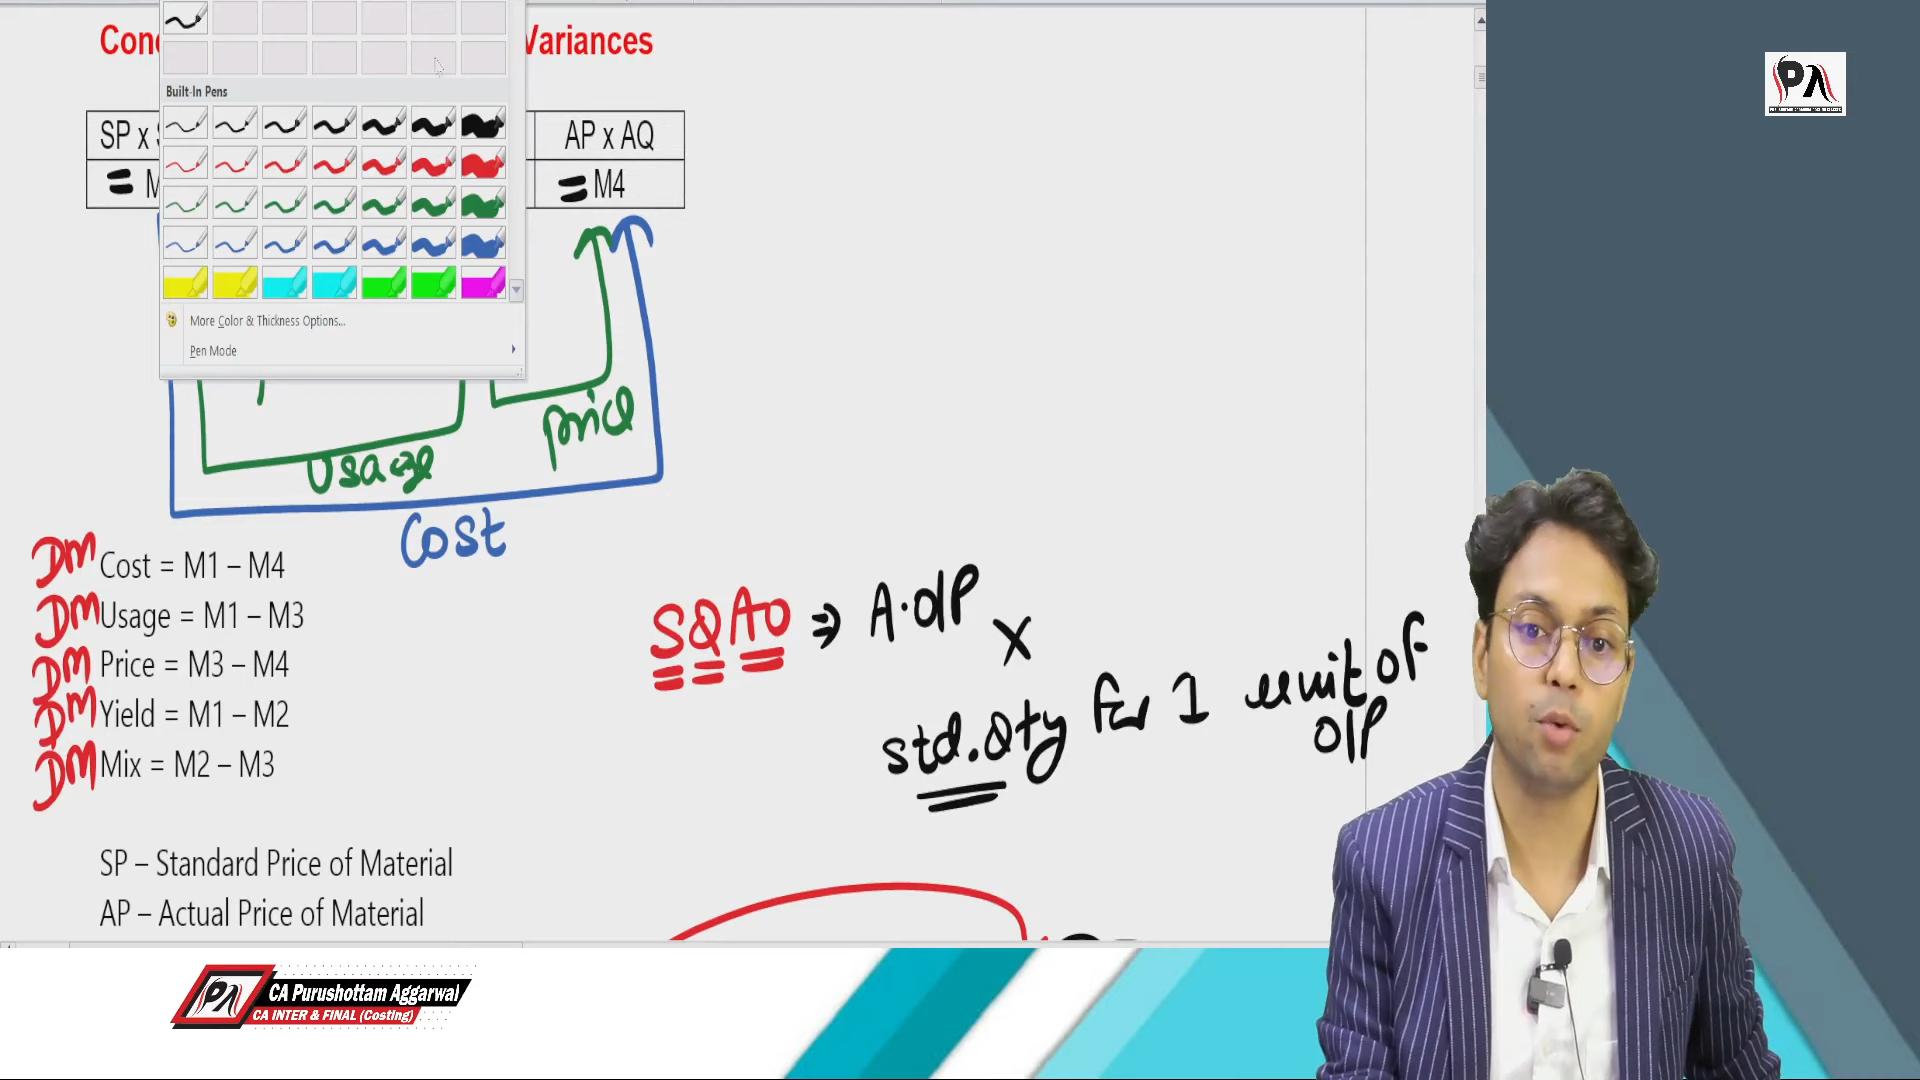 Conc
Variances
Built-In Pens
SP x S
AP x AQ
= M
= M4
More Color & Thickness Options...
Pen Mode
price
Usage
Cost
DM Cost = M1 – M4
DM Usage = M1 – M3
DM Price = M3 – M4
DM Yield = M1 – M2
DM Mix = M2 – M3
SQAO ⇒ A.O/P
X
std.Qty for 1 unit of
O/P
SP – Standard Price of Material
AP – Actual Price of Material
PA
CA Purushottam Aggarwal
CA INTER & FINAL (Costing)
PA